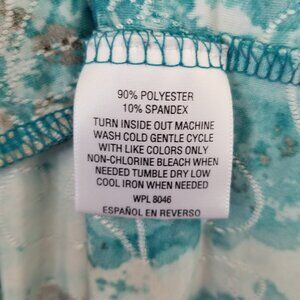 90% POLYESTER
10% SPANDEX
TURN INSIDE OUT MACHINE
WASH COLD GENTLE CYCLE
WITH LIKE COLORS ONLY
NON-CHLORINE BLEACH WHEN
NEEDED TUMBLE DRY LOW
COOL IRON WHEN NEEDED
WPL 8046
ESPAÑOL EN REVERSO